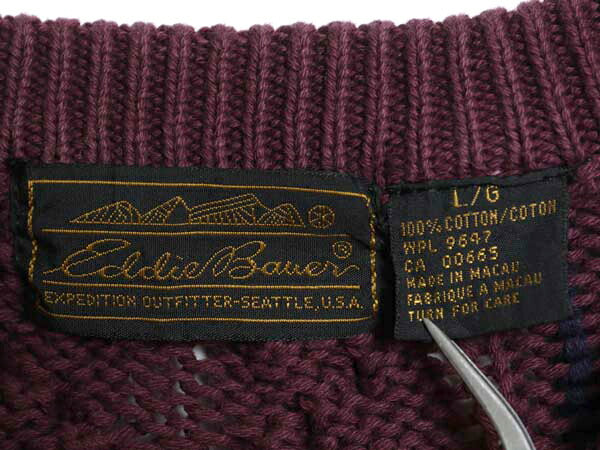 Eddie Bauer®
EXPEDITION OUTFITTER-SEATTLE, U.S.A.
L/G
100% COTTON/COTON
WPL 9647
CA 00665
MADE IN MACAU
FABRIQUÉ A MACAU
TURN FOR CARE